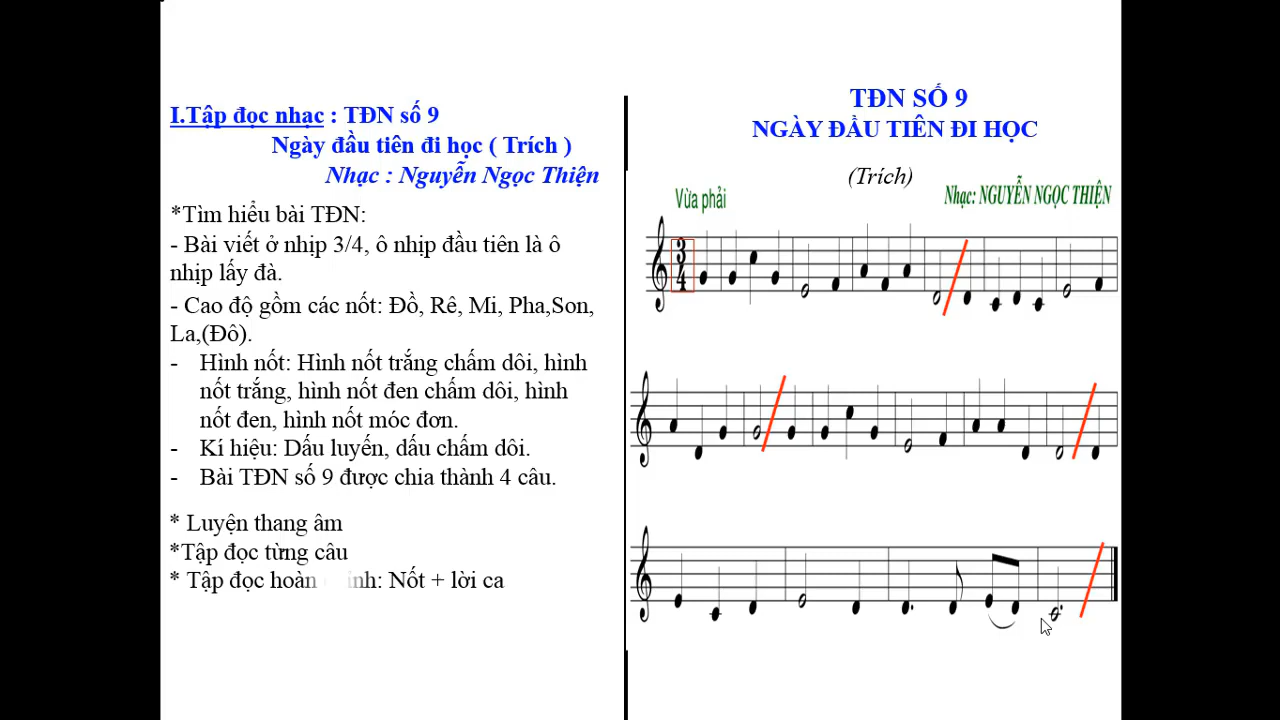 I.Tập đọc nhạc : TĐN số 9
Ngày đầu tiên đi học ( Trích )
Nhạc : Nguyễn Ngọc Thiện
*Tìm hiểu bài TĐN:
- Bài viết ở nhịp 3/4, ô nhịp đầu tiên là ô
nhịp lấy đà.
- Cao độ gồm các nốt: Đồ, Rê, Mi, Pha,Son,
La,(Đô).
- Hình nốt: Hình nốt trắng chấm dôi, hình
nốt trắng, hình nốt đen chấm dôi, hình
nốt đen, hình nốt móc đơn.
- Kí hiệu: Dấu luyến, dấu chấm dôi.
- Bài TĐN số 9 được chia thành 4 câu.
* Luyện thang âm
*Tập đọc từng câu
* Tập đọc hoàn : Nốt + lời ca
TĐN SỐ 9
NGÀY ĐẦU TIÊN ĐI HỌC
(Trích)
Vừa phải
Nhạc: NGUYỄN NGỌC THIỆN
3
4